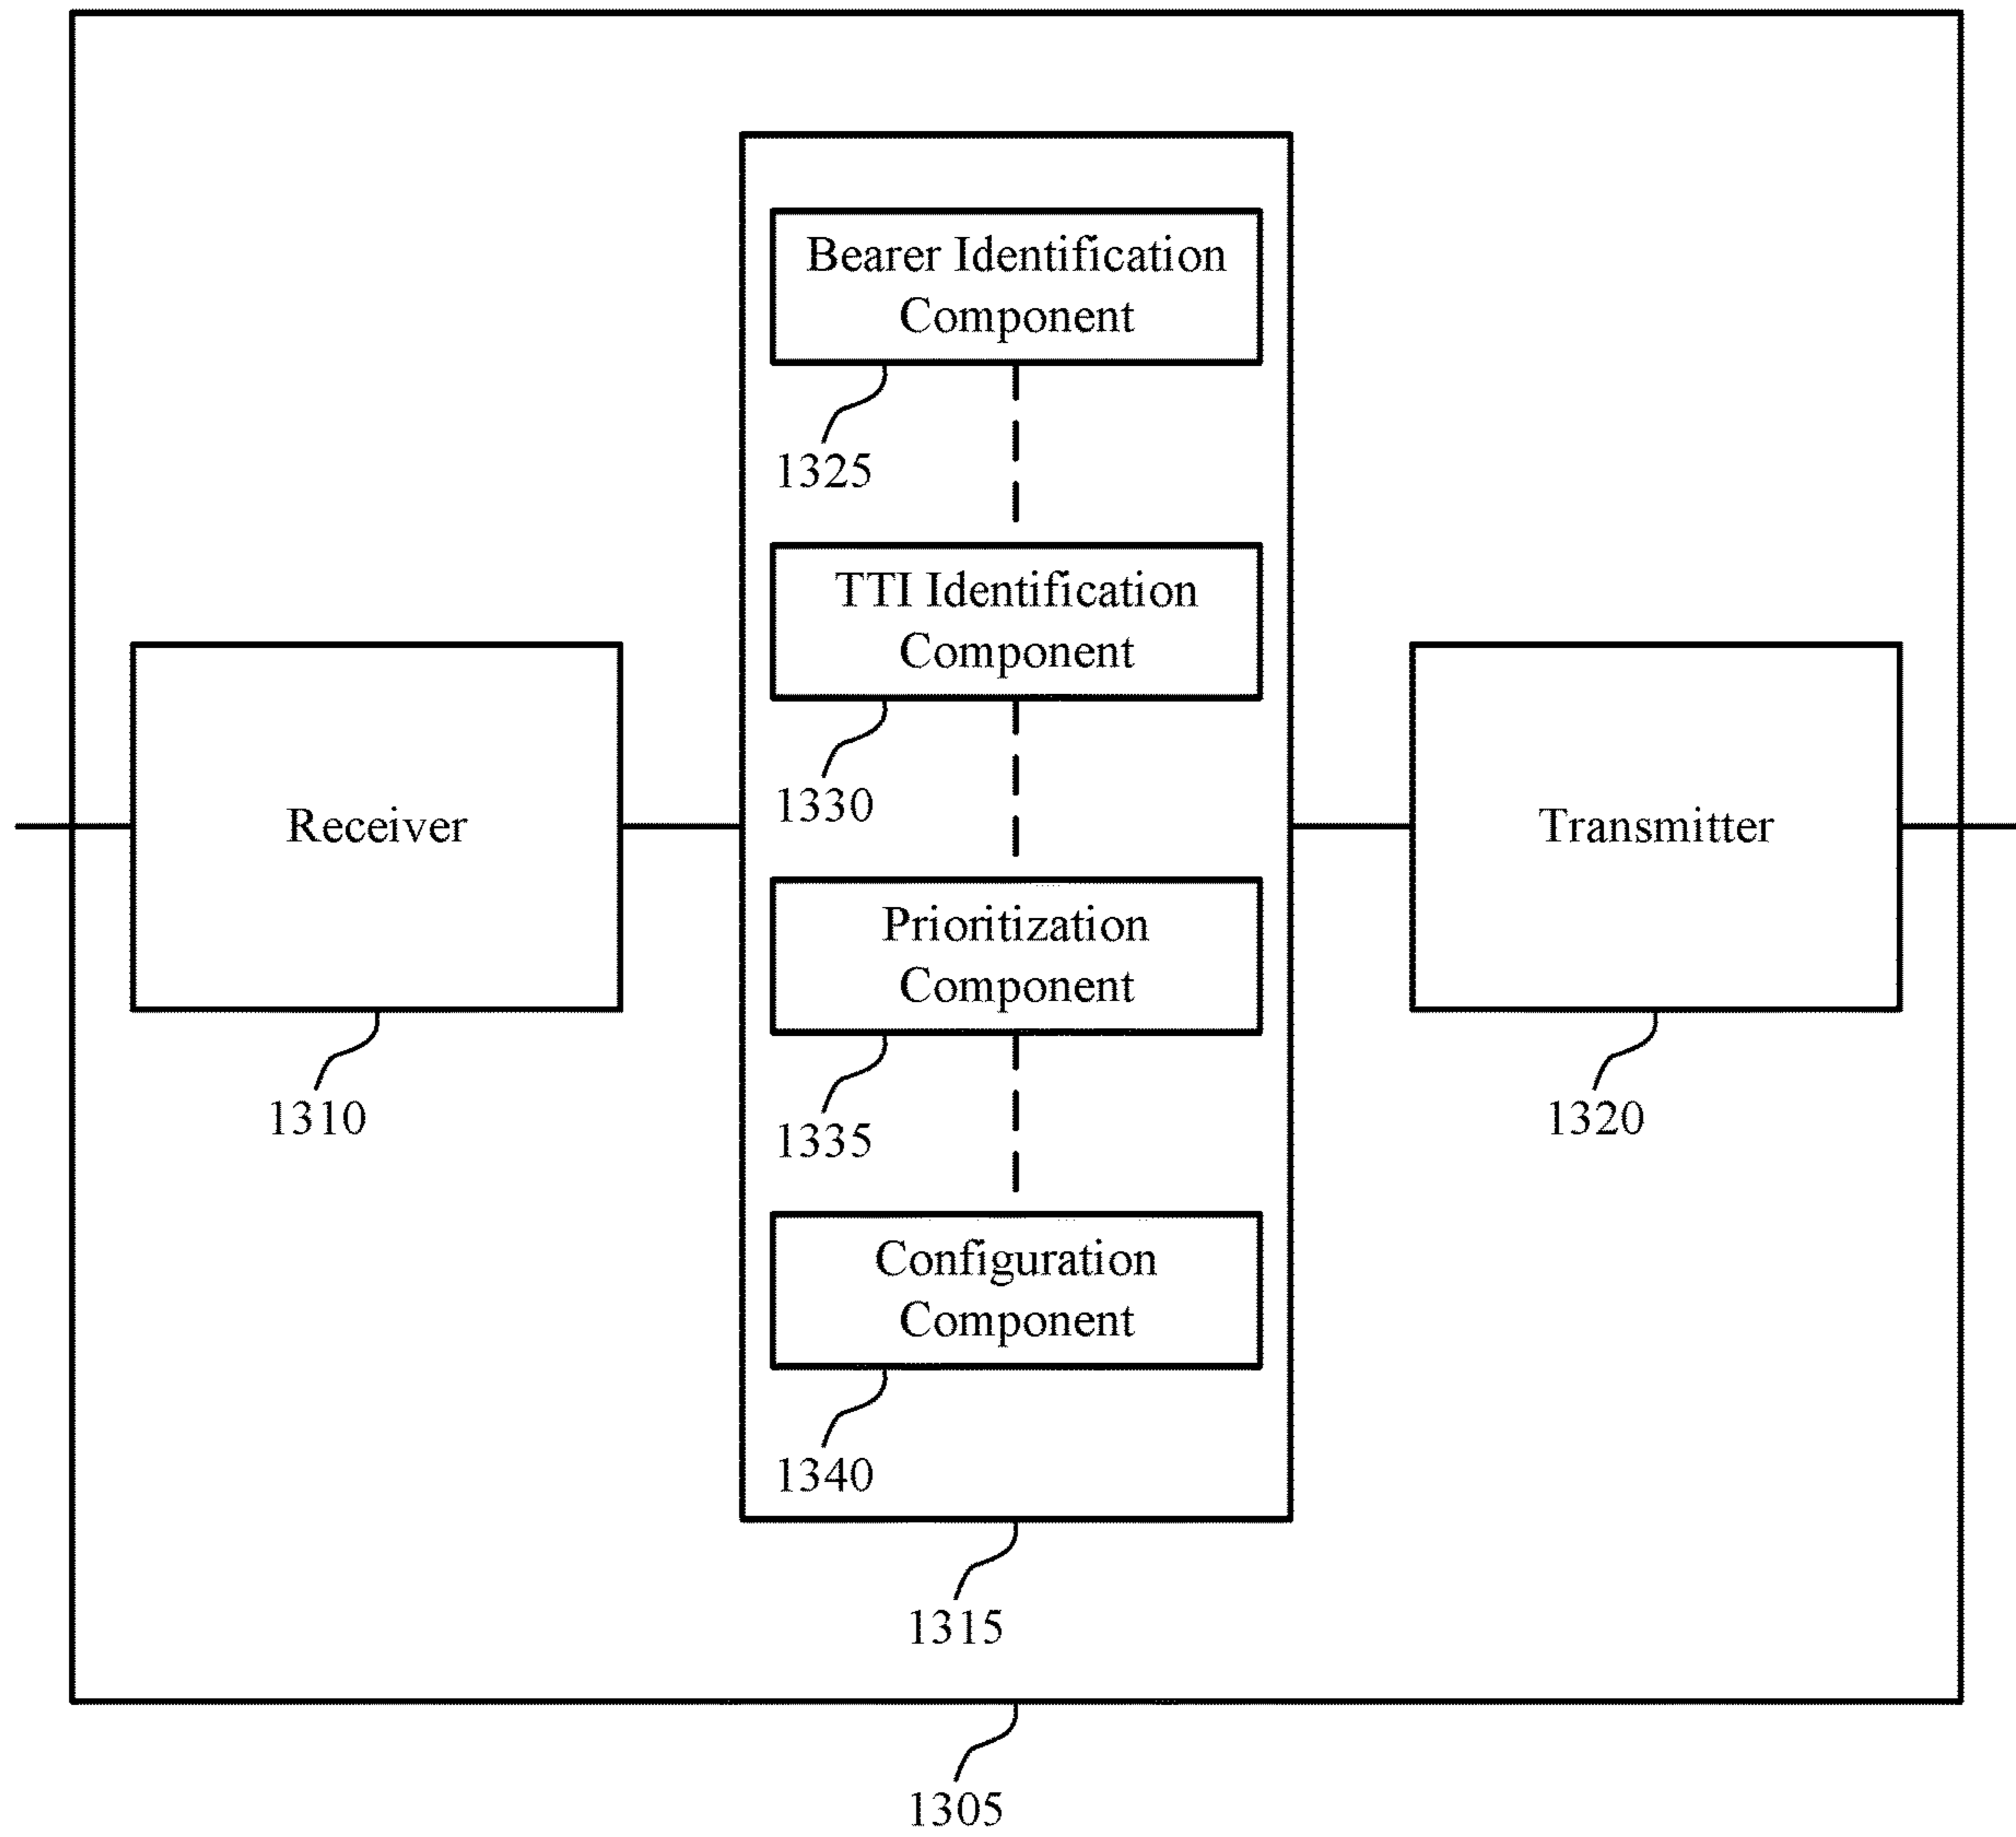 Bearer Identification
Component
1325
TTI Identification
Component
1330
Receiver
1310
Prioritization
Component
1335
Transmitter
1320
Configuration
Component
1340
1315
1305